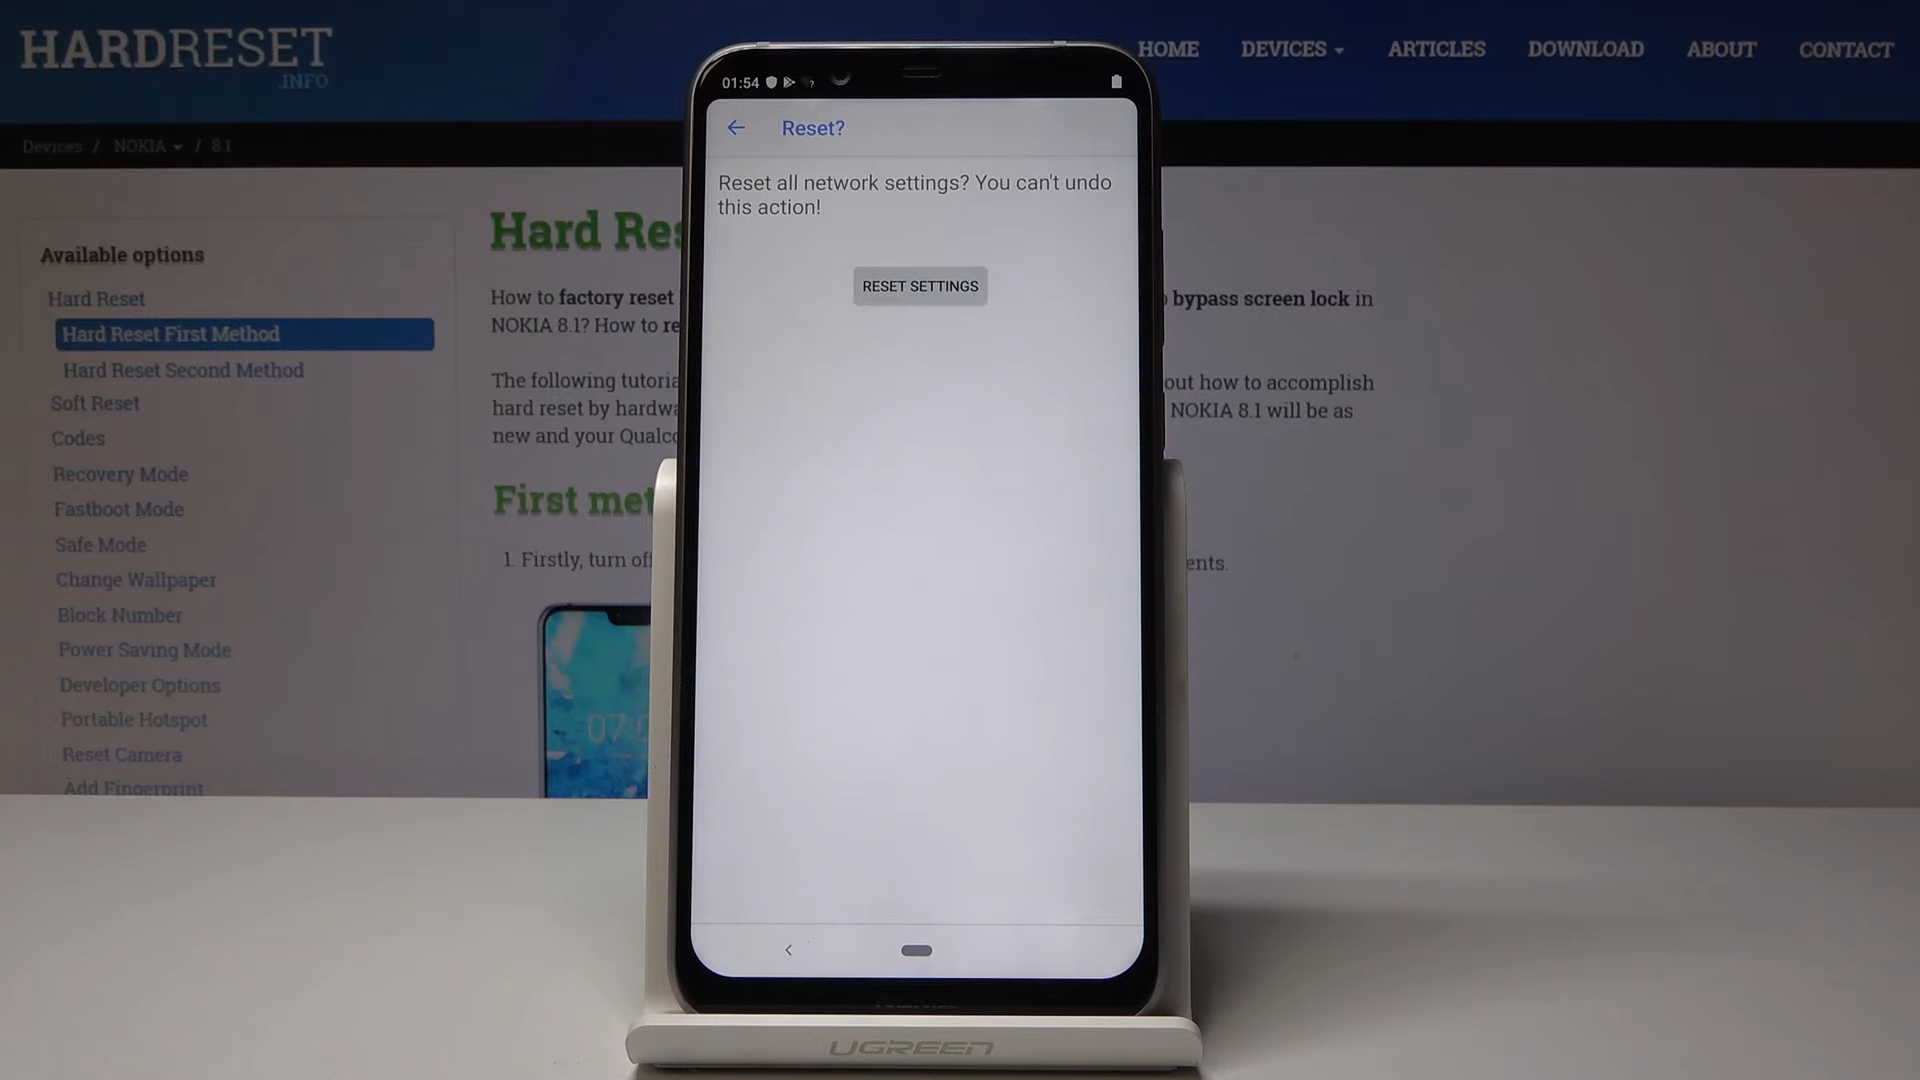 HARDRESET
.INFO
HOME DEVICES ARTICLES DOWNLOAD ABOUT CONTACT
Devices / NOKIA / 8.1
01:54
Reset?
Reset all network settings? You can't undo
this action!
RESET SETTINGS
Available options
Hard Reset
Hard Reset First Method
Hard Reset Second Method
Soft Reset
Codes
Recovery Mode
Fastboot Mode
Safe Mode
Change Wallpaper
Block Number
Power Saving Mode
Developer Options
Portable Hotspot
Reset Camera
Add Fingerprint
Hard Res
How to factory reset
bypass screen lock in
NOKIA 8.1? How to re
The following tutoria
out how to accomplish
hard reset by hardwa
NOKIA 8.1 will be as
new and your Qualco
First met
1. Firstly, turn off
ents.
07:0
UGREEN